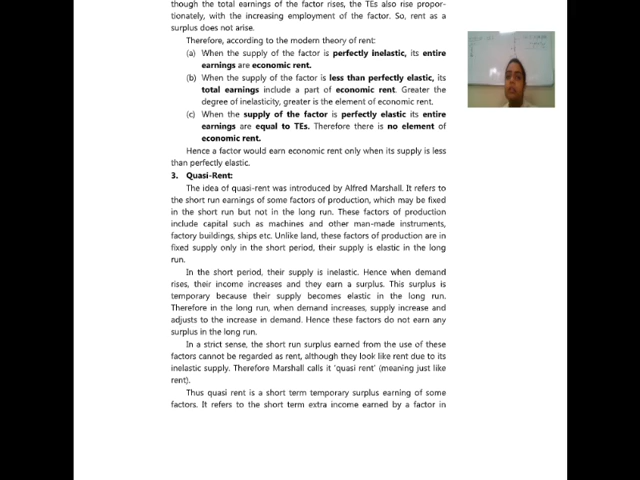 though the total earnings of the factor rises, the TEs also rise propor-
tionately, with the increasing employment of the factor. So, rent as a
surplus does not arise.
Therefore, according to the modern theory of rent:
(a) When the supply of the factor is perfectly inelastic, its entire
earnings are economic rent.
(b) When the supply of the factor is less than perfectly elastic, its
total earnings include a part of economic rent. Greater the
degree of inelasticity, greater is the element of economic rent.
(c) When the supply of the factor is perfectly elastic its entire
earnings are equal to TEs. Therefore there is no element of
economic rent.
Hence a factor would earn economic rent only when its supply is less
than perfectly elastic.
3. Quasi-Rent:
The idea of quasi-rent was introduced by Alfred Marshall. It refers to
the short run earnings of some factors of production, which may be fixed
in the short run but not in the long run. These factors of production
include capital such as machines and other man-made instruments,
factory buildings, ships etc. Unlike land, these factors of production are in
fixed supply only in the short period, their supply is elastic in the long
run.
In the short period, their supply is inelastic. Hence when demand
rises, their income increases and they earn a surplus. This surplus is
temporary because their supply becomes elastic in the long run.
Therefore in the long run, when demand increases, supply increase and
adjusts to the increase in demand. Hence these factors do not earn any
surplus in the long run.
In a strict sense, the short run surplus earned from the use of these
factors cannot be regarded as rent, although they look like rent due to its
inelastic supply. Therefore Marshall calls it 'quasi rent' (meaning just like
rent).
Thus quasi rent is a short term temporary surplus earning of some
factors. It refers to the short term extra income earned by a factor in